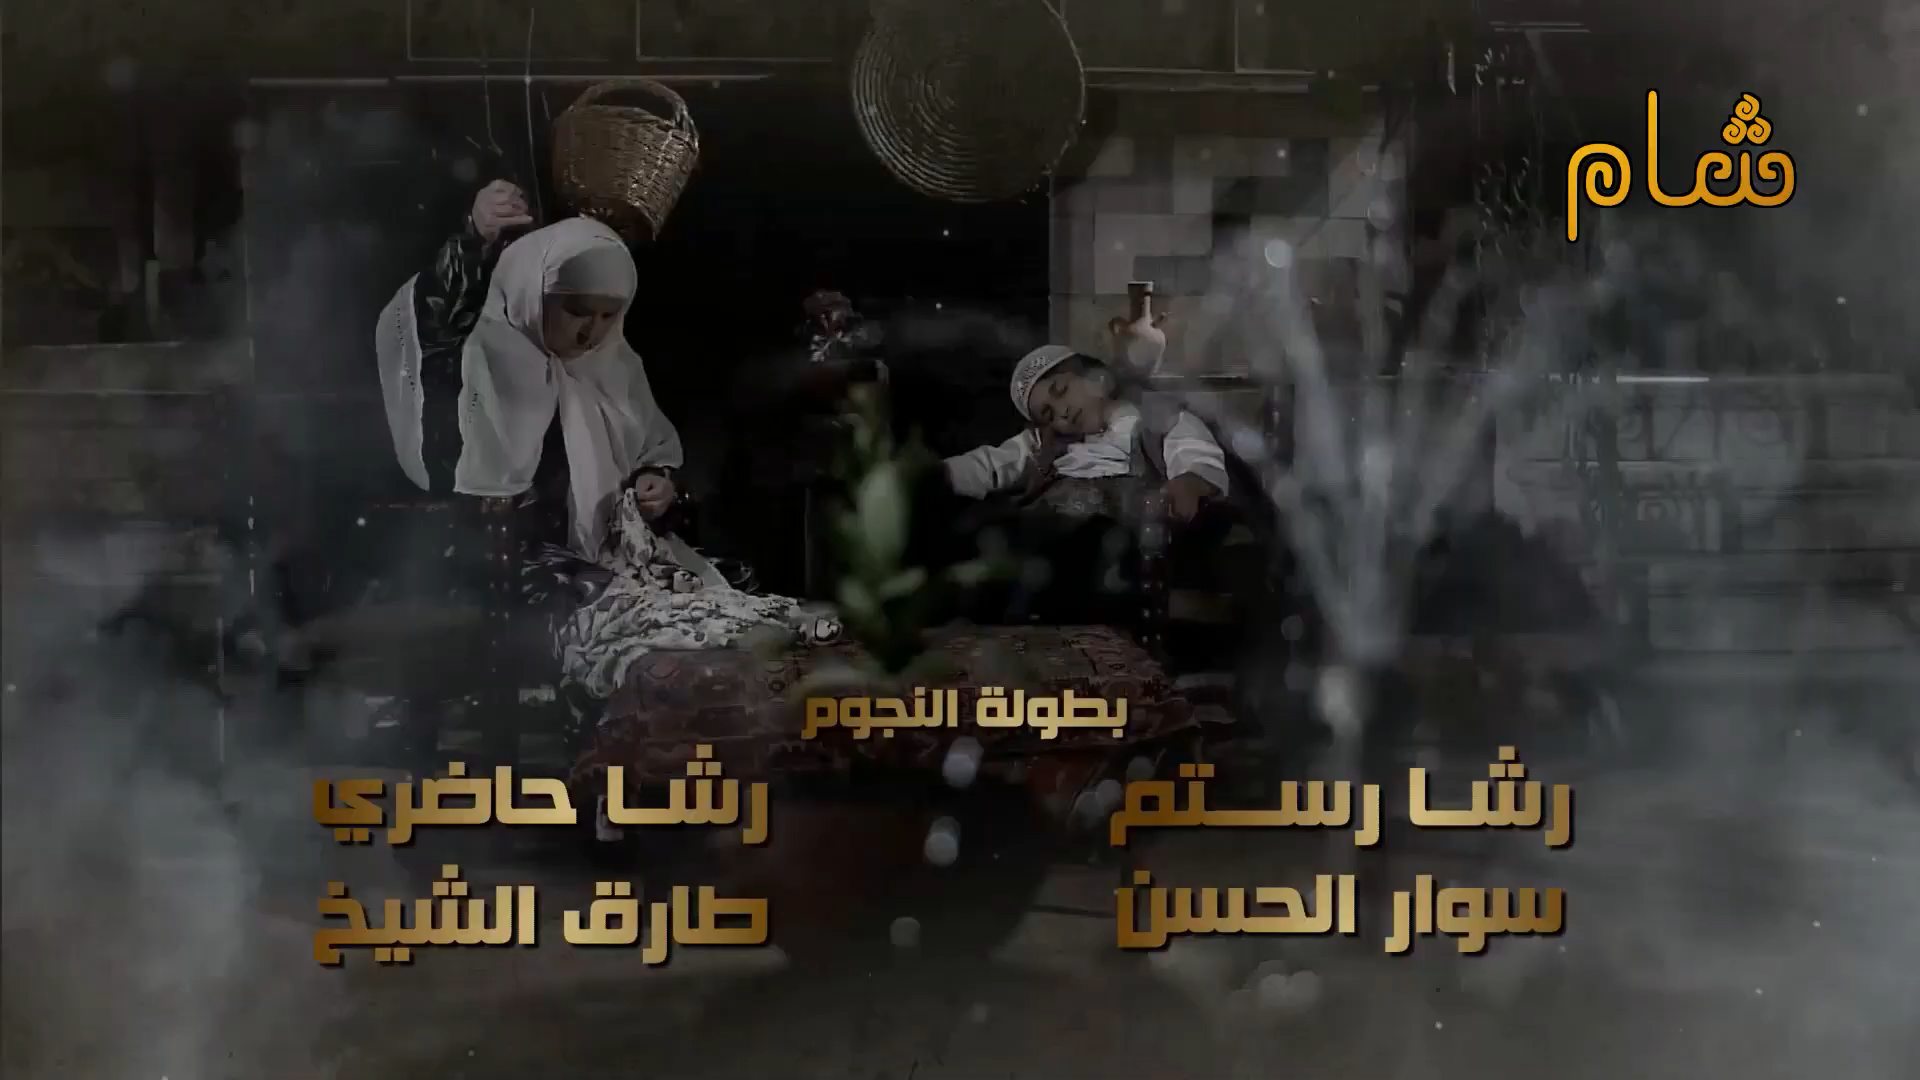 شام
بطولة النجوم
رشا رستم
رشا حاضري
سوار الحسن
طارق الشيخ